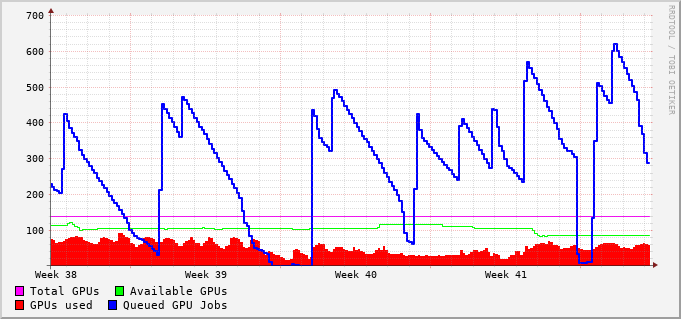 700
600
500
400
300
200
100
Week 38 Week 39 Week 40 Week 41
Total GPUs Available GPUs
GPUs used Queued GPU Jobs
RRDTOOL / TOBI OETIKER